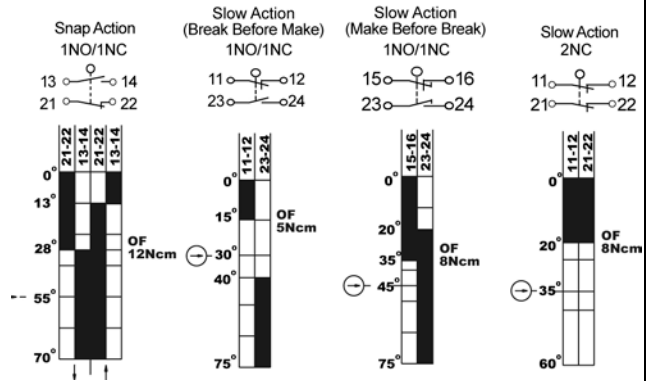 Snap Action
1NO/1NC
13 14
21 22
21-22 13-14 21-22 13-14
0°
13°
28°
55°
70°
OF
12Ncm
Slow Action
(Break Before Make)
1NO/1NC
11 12
23 24
11-12 23-24
0°
15°
30°
40°
75°
OF
5Ncm
Slow Action
(Make Before Break)
1NO/1NC
15 16
23 24
15-16 23-24
0°
20°
35°
45°
75°
OF
8Ncm
Slow Action
2NC
11 12
21 22
11-12 21-22
0°
20°
35°
60°
OF
8Ncm